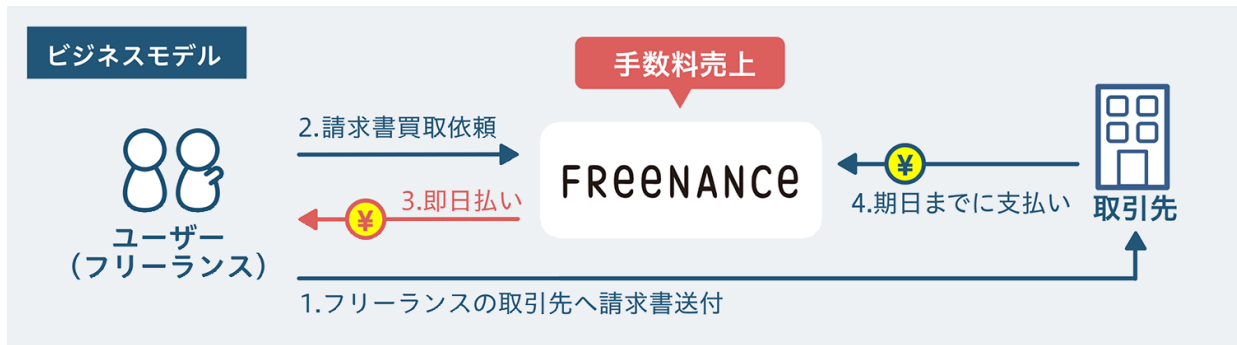 ビジネスモデル
手数料売上
2.請求書買取依頼
FReeNANCe
¥
3.即日払い
¥
4.期日までに支払い
取引先
ユーザー
（フリーランス）
1.フリーランスの取引先へ請求書送付